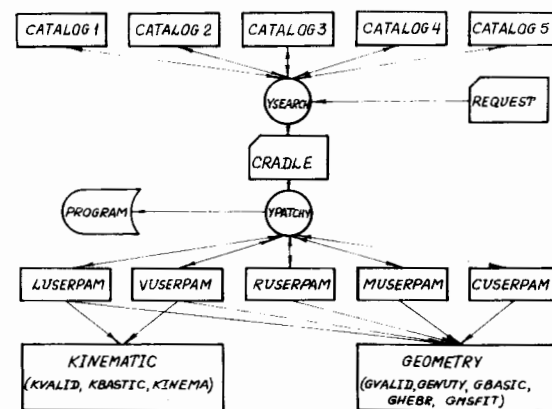 CATALOG 1 CATALOG 2 CATALOG 3 CATALOG 4 CATALOG 5
YSEARCH
REQUEST
CRADLE
PROGRAM
YPATCHY
LUSERPAM VUSERPAM RUSERPAM MUSERPAM CUSERPAM
KINEMATIC
(KVALID, KBASTIC, KINEMA)
GEOMETRY
(GVALID, GENUTY, GBASIC,
GHEBR, GMSFIT)